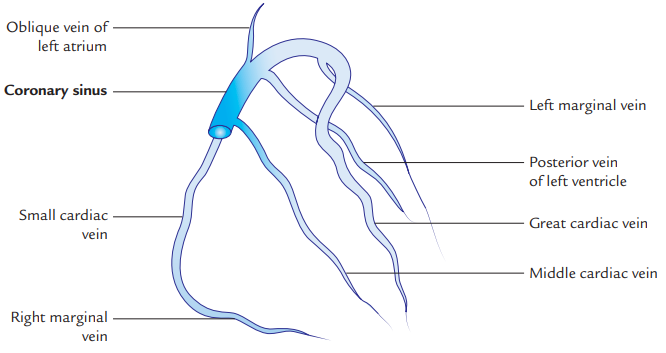 Oblique vein of
left atrium
Coronary sinus
Small cardiac
vein
Right marginal
vein
Left marginal vein
Posterior vein
of left ventricle
Great cardiac vein
Middle cardiac vein